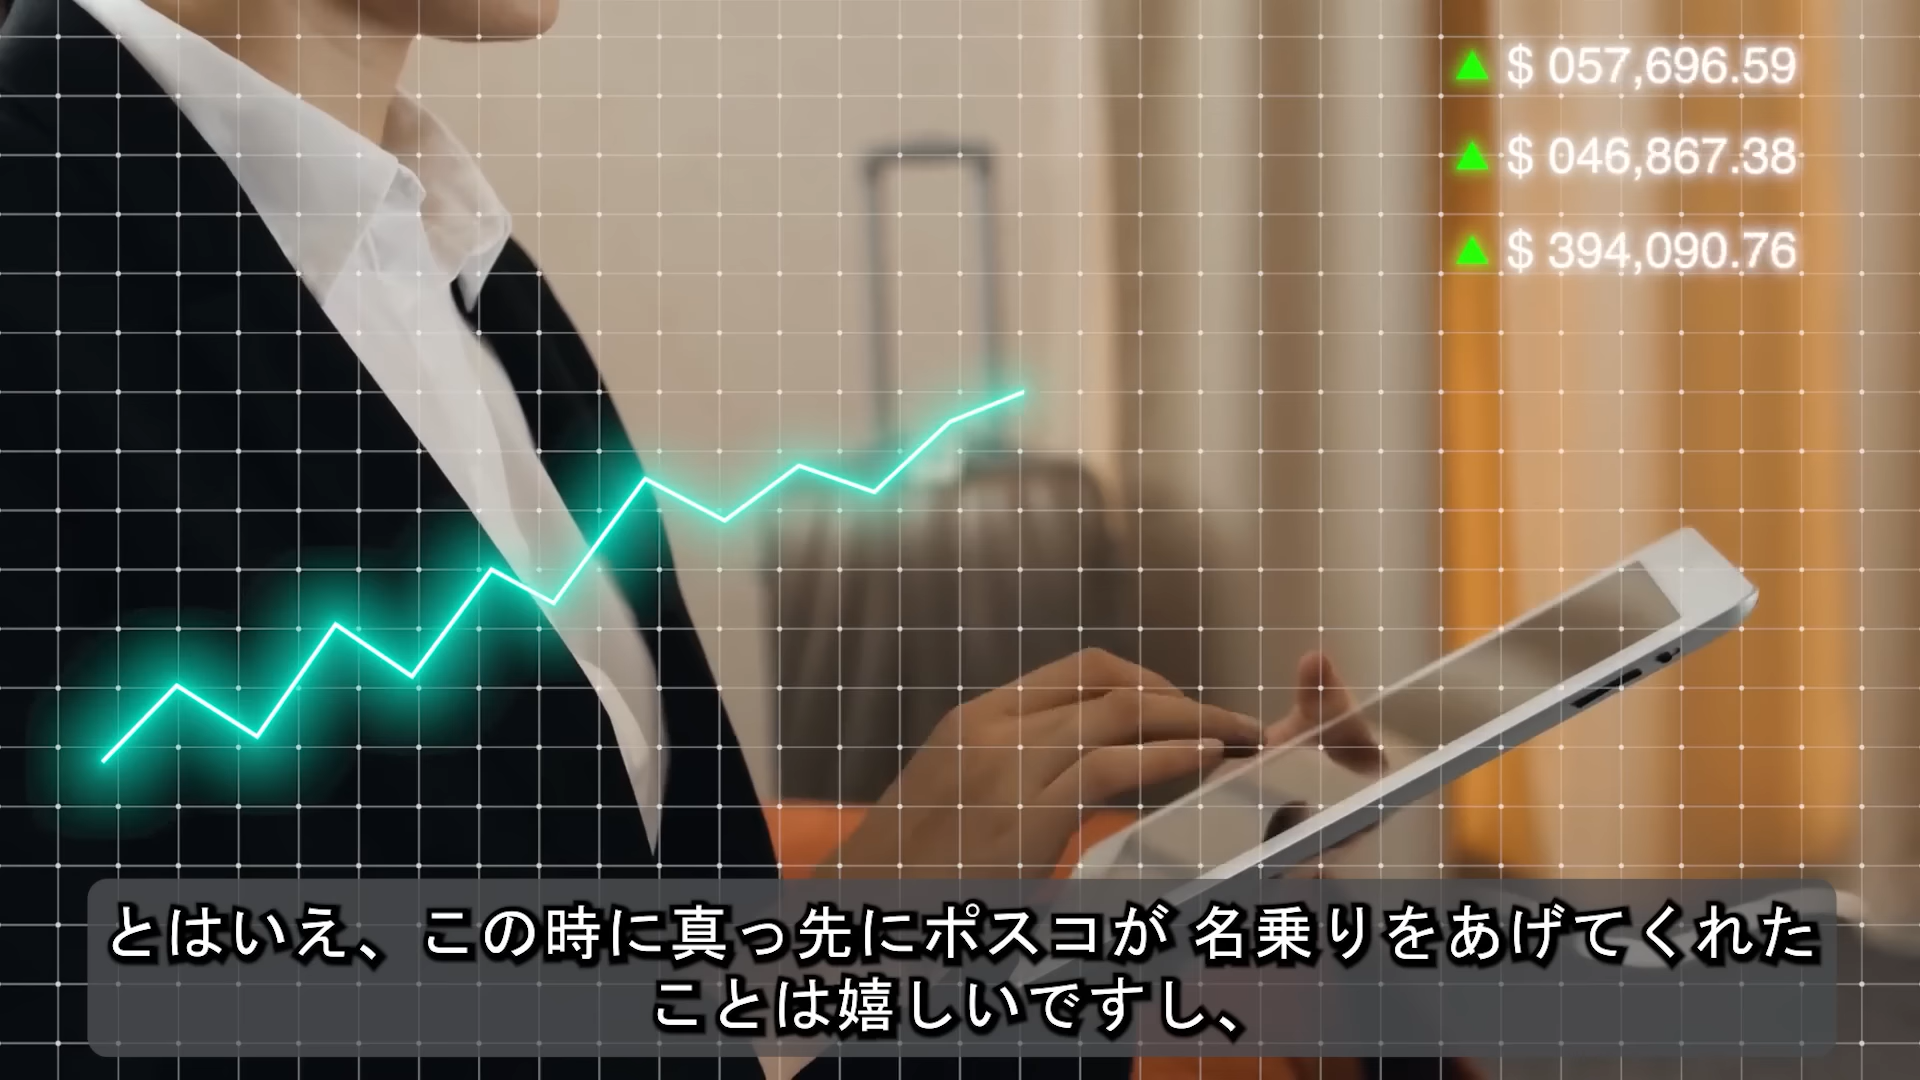 $ 057,696.59
$ 046,867.38
$ 394,090.76
とはいえ、この時に真っ先にポスコが 名乗りをあげてくれた
ことは嬉しいですし、